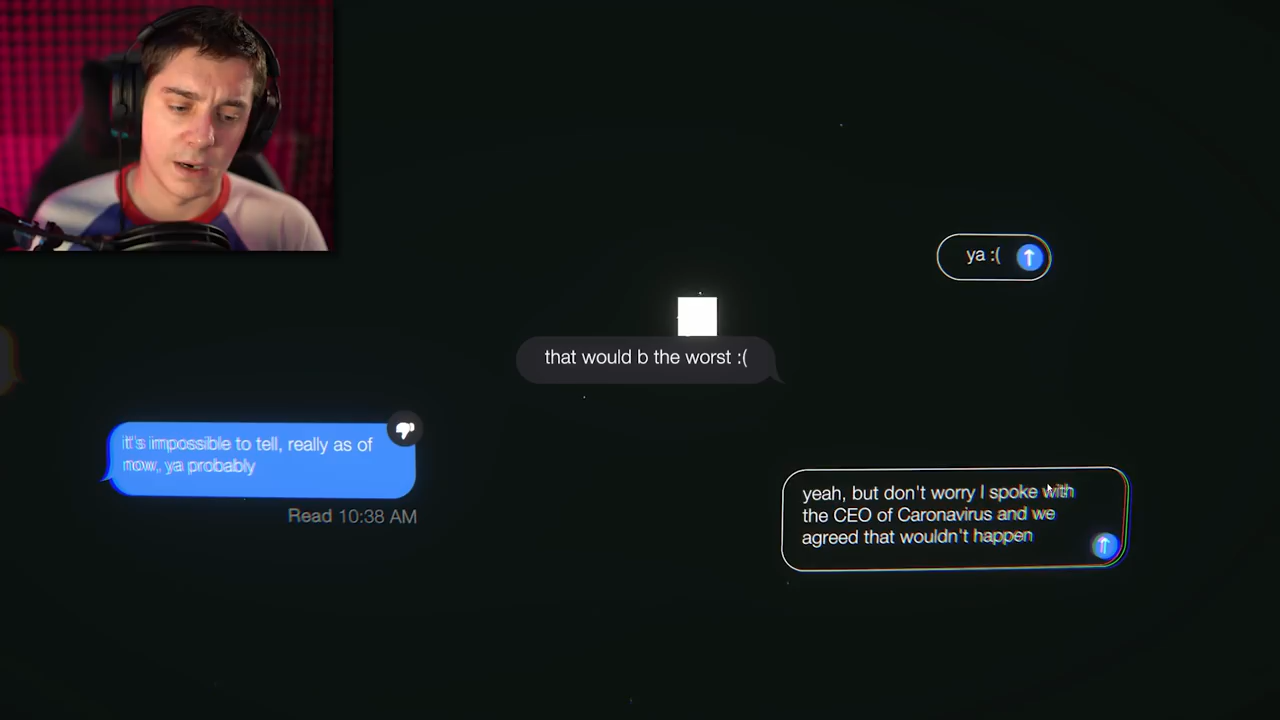 ya :(
that would b the worst :(
it's impossible to tell, really as of
now, ya probably
Read 10:38 AM
yeah, but don't worry I spoke with
the CEO of Caronavirus and we
agreed that wouldn't happen